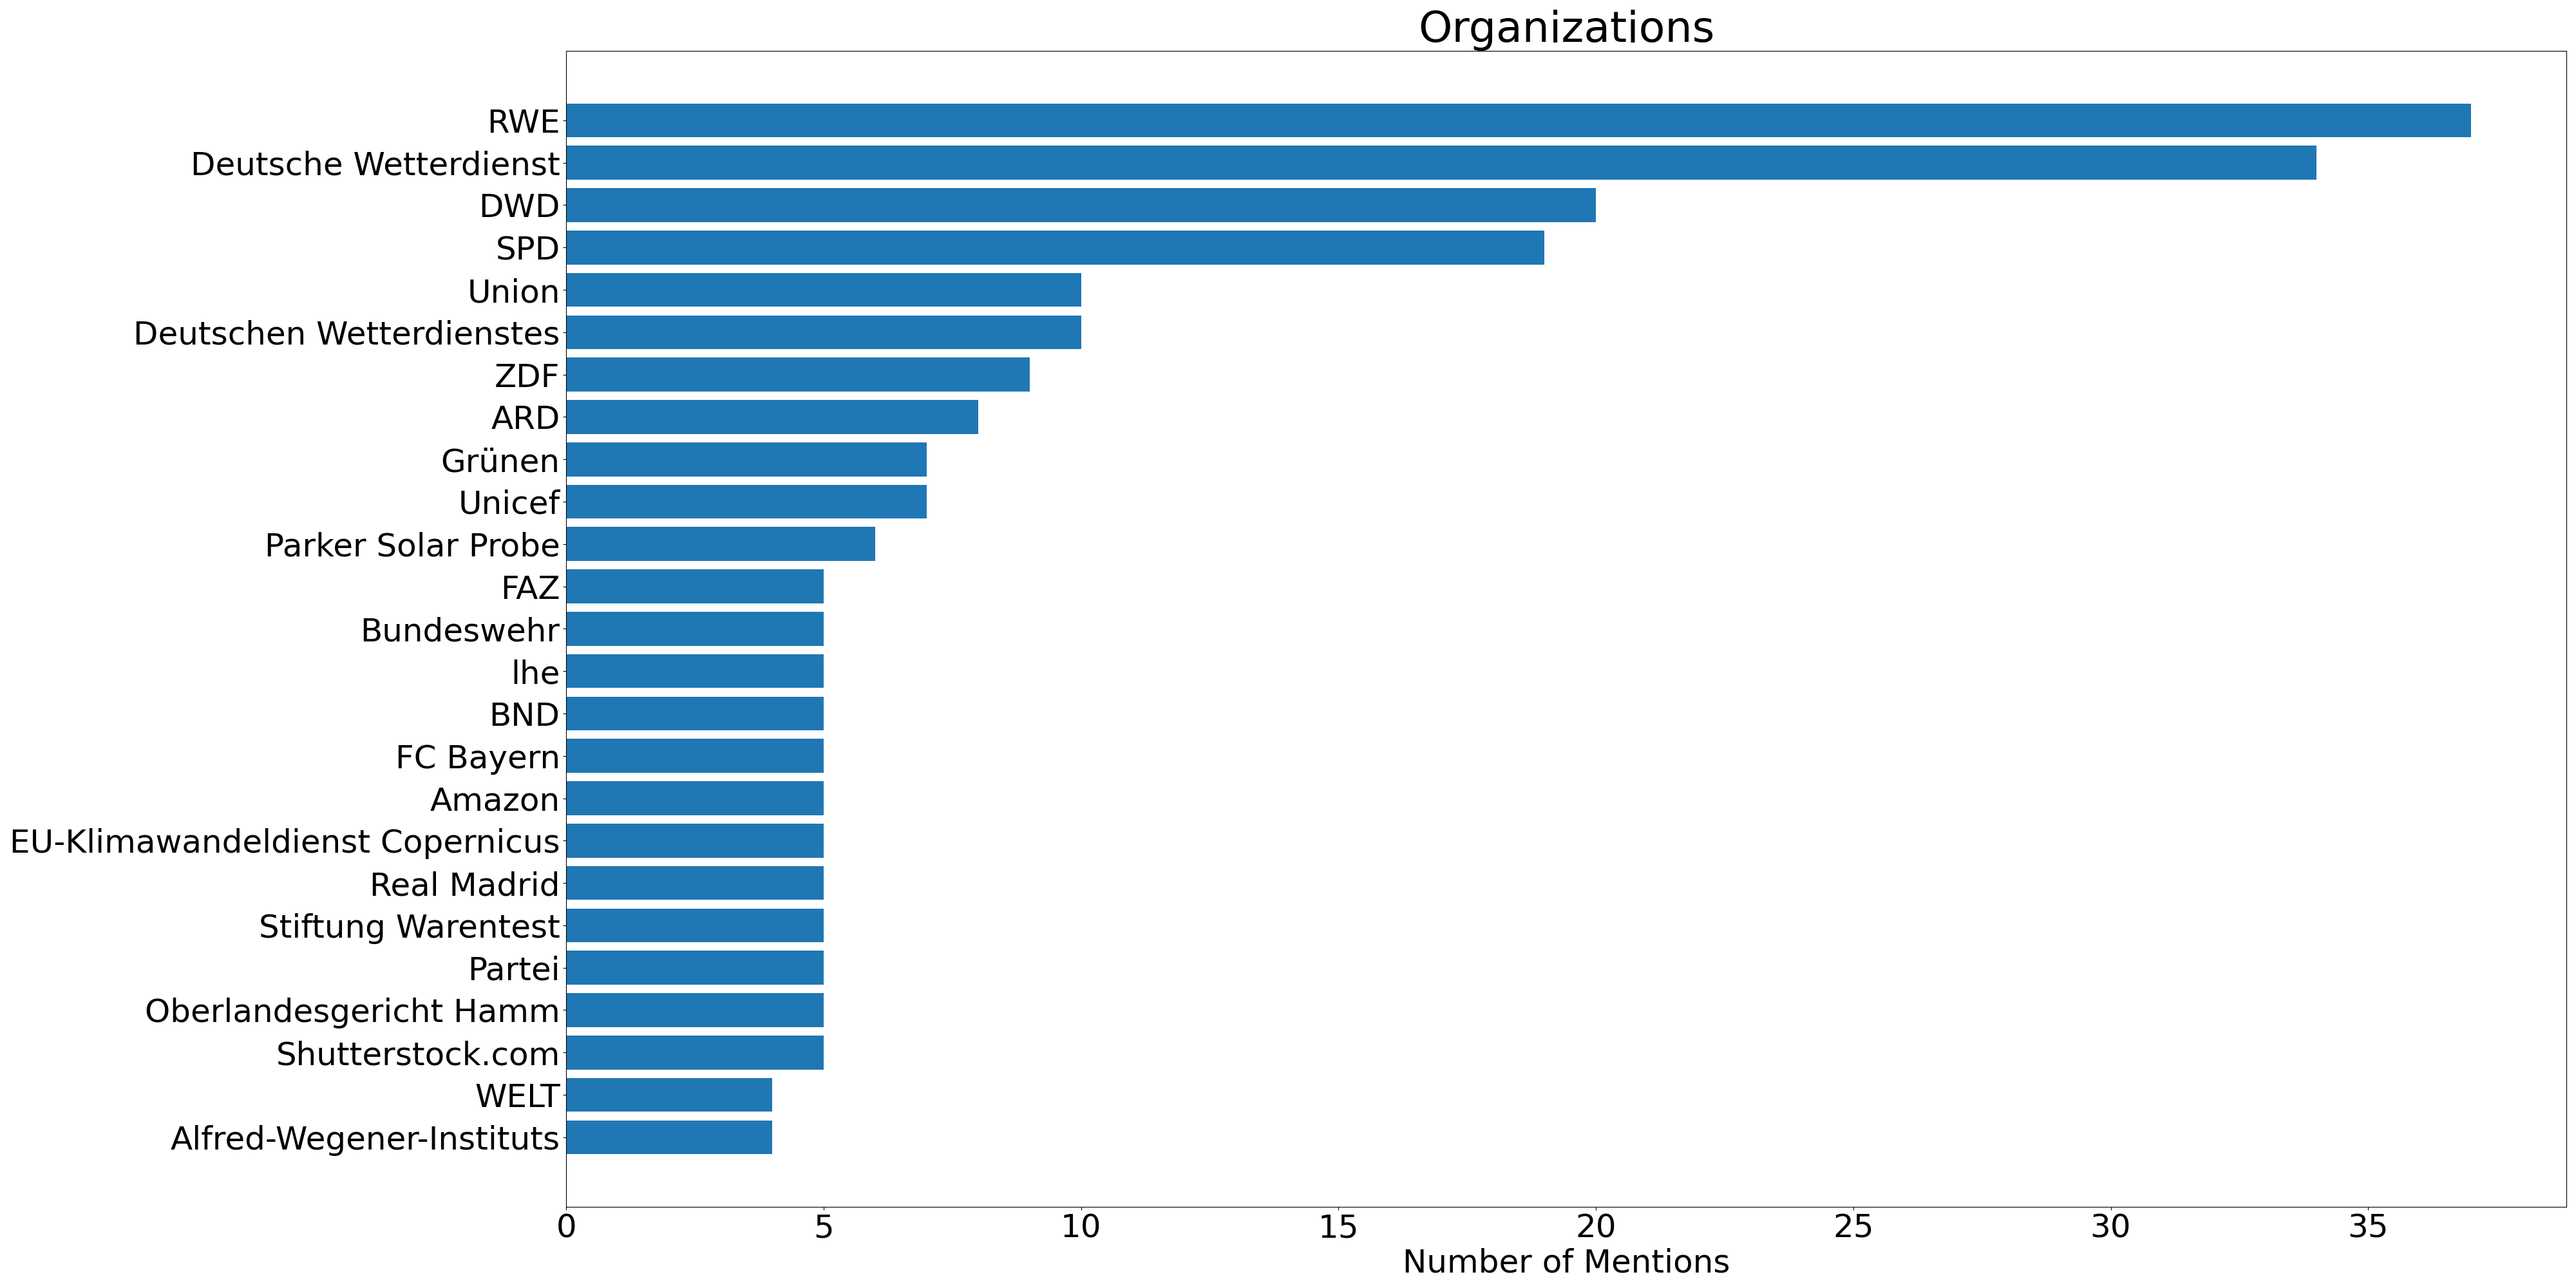 Organizations
RWE
Deutsche Wetterdienst
DWD
SPD
Union
Deutschen Wetterdienstes
ZDF
ARD
Grünen
Unicef
Parker Solar Probe
FAZ
Bundeswehr
lhe
BND
FC Bayern
Amazon
EU-Klimawandeldienst Copernicus
Real Madrid
Stiftung Warentest
Partei
Oberlandesgericht Hamm
Shutterstock.com
WELT
Alfred-Wegener-Instituts
0 5 10 15 20 25 30 35
Number of Mentions